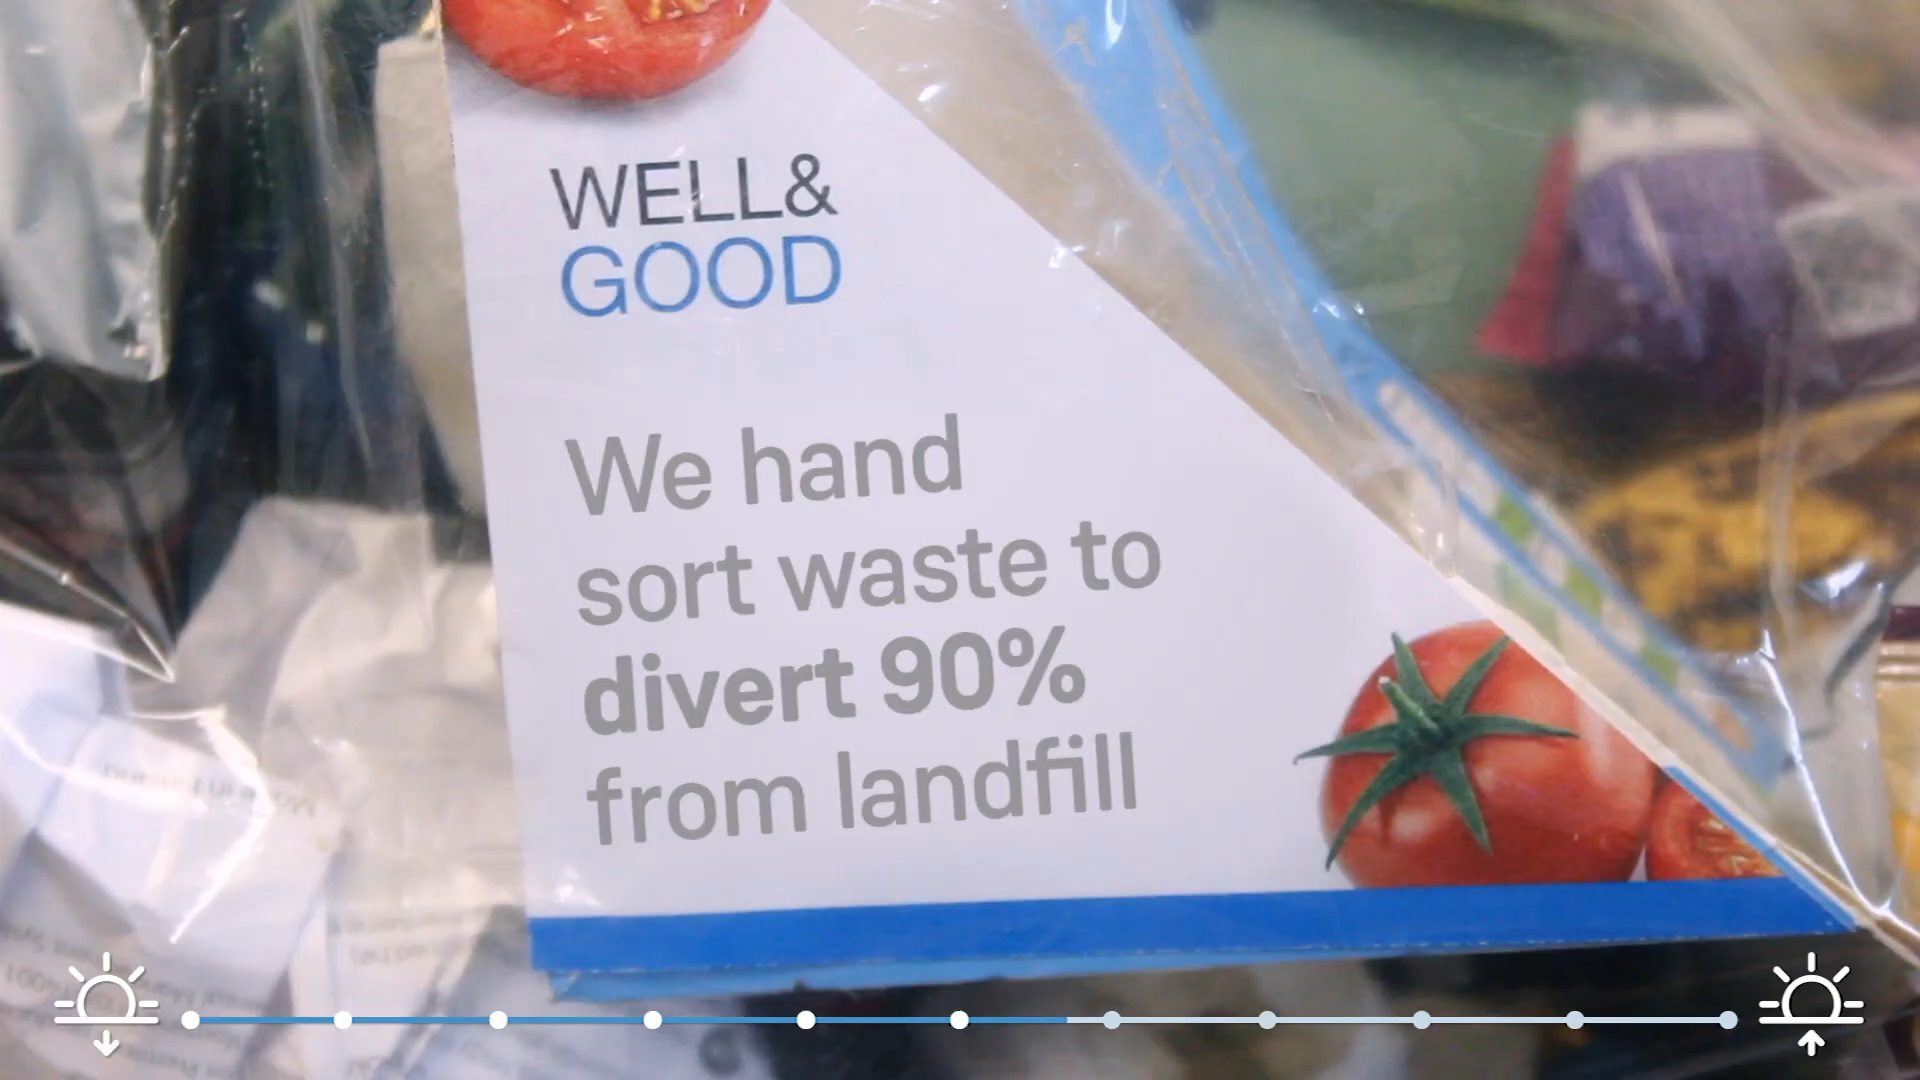 WELL&
GOOD
We hand
sort waste to
divert 90%
from landfill